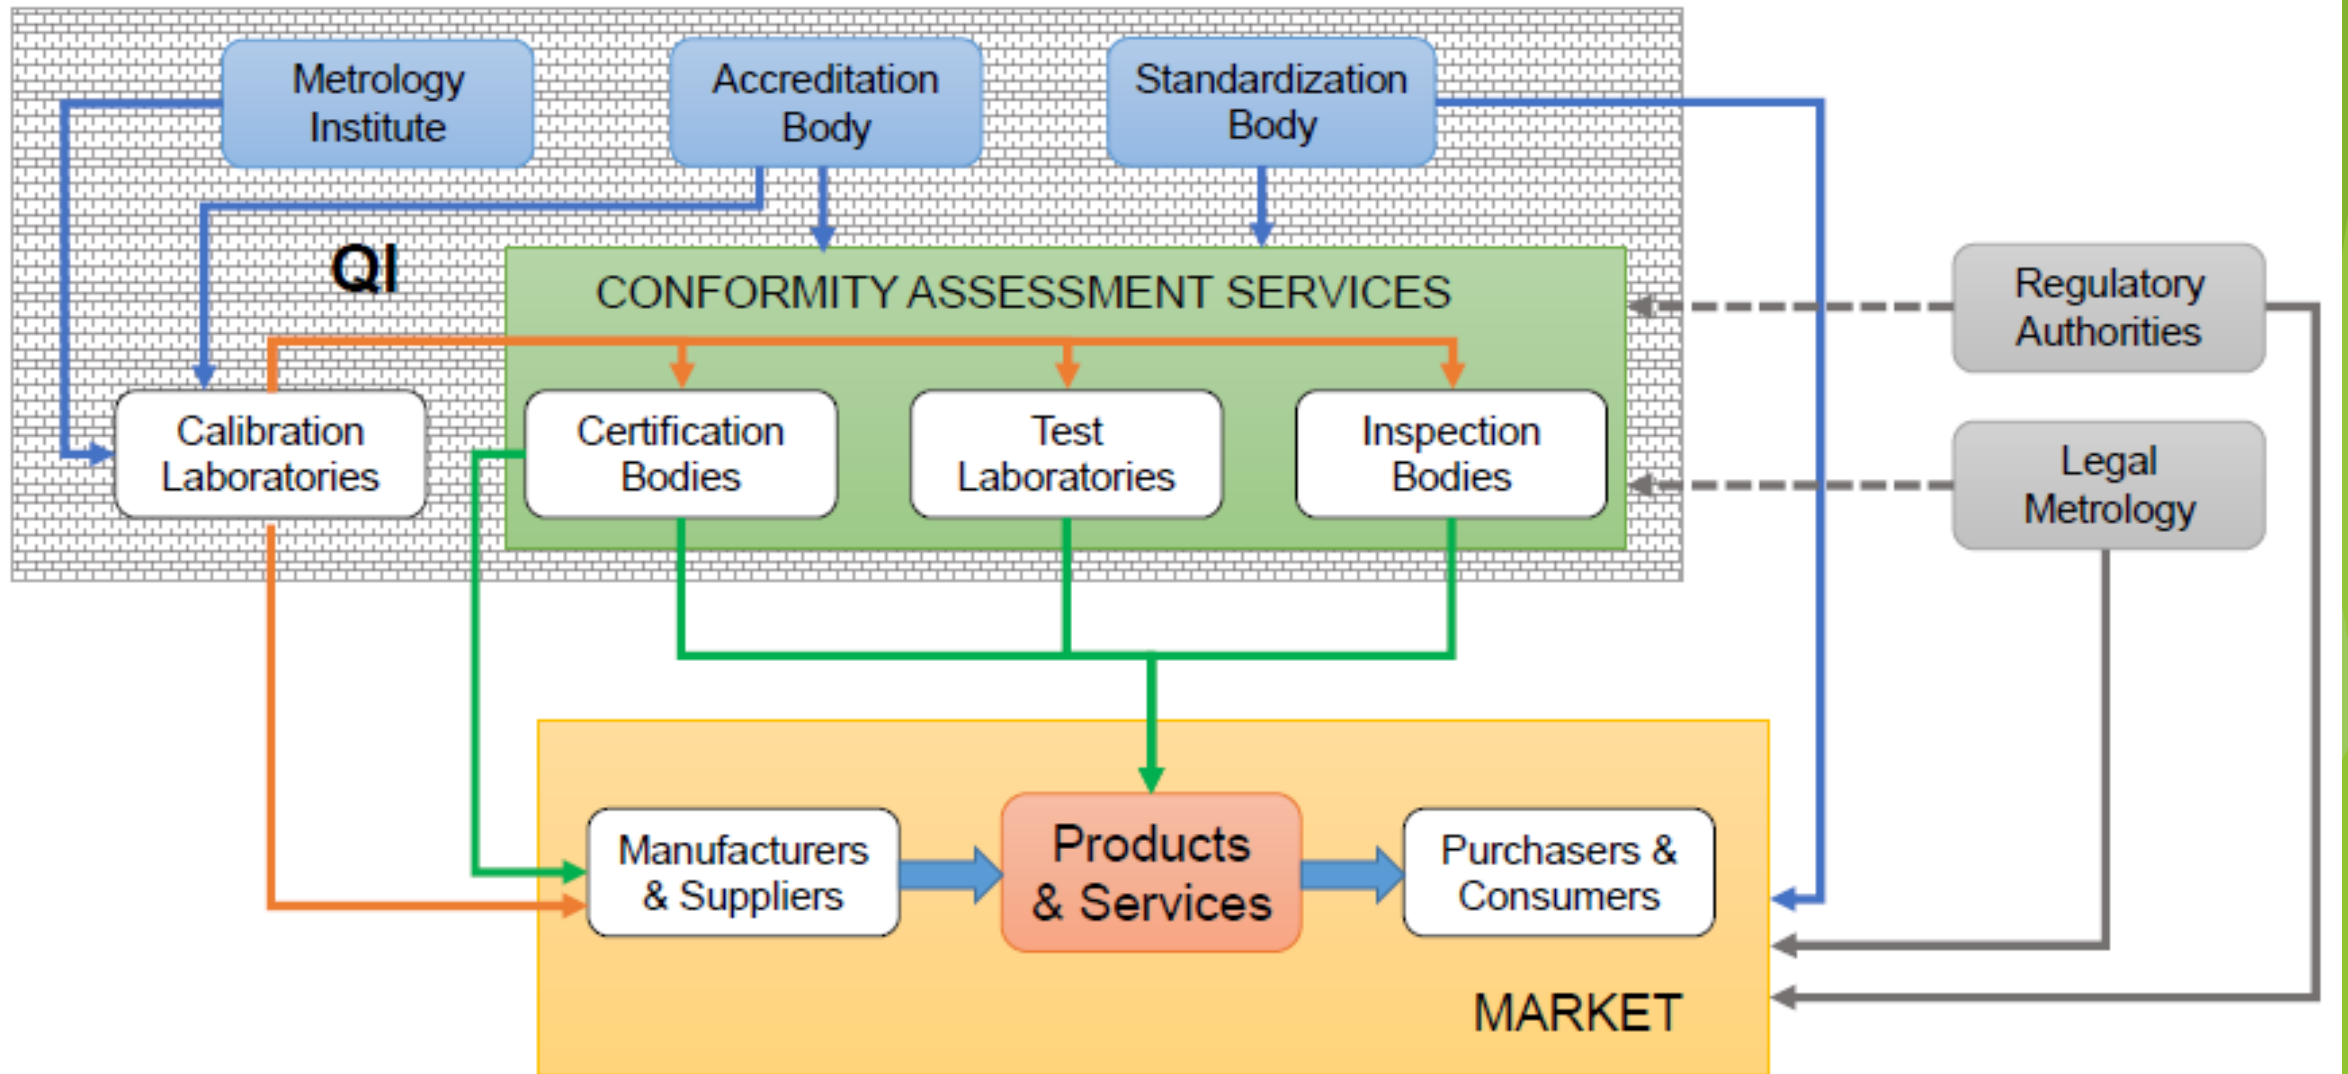 Metrology
Institute
Accreditation
Body
Standardization
Body
QI
CONFORMITY ASSESSMENT SERVICES
Regulatory
Authorities
Calibration
Laboratories
Certification
Bodies
Test
Laboratories
Inspection
Bodies
Legal
Metrology
Manufacturers
& Suppliers
Products
& Services
Purchasers &
Consumers
MARKET